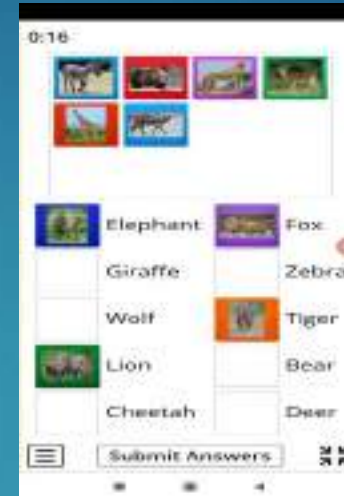 0:16
Elephant Fox
Giraffe Zebra
Wolf Tiger
Lion Bear
Cheetah Deer
Submit Answers